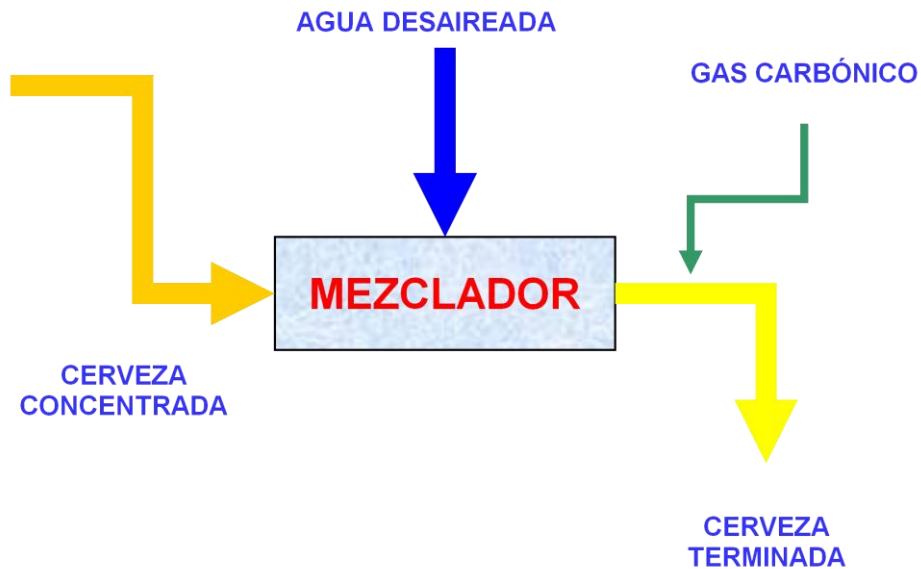 AGUA DESAIREADA
GAS CARBÓNICO
MEZCLADOR
CERVEZA
CONCENTRADA
CERVEZA
TERMINADA